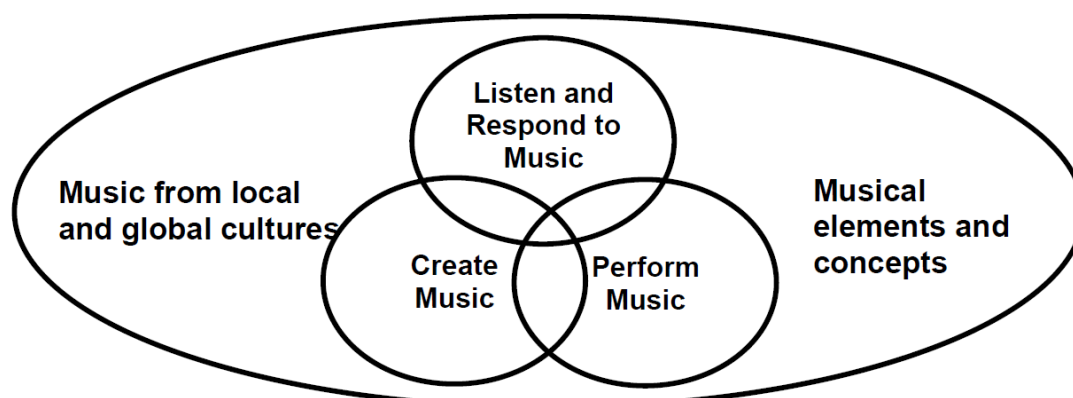 Listen and
Respond to
Music
Music from local
and global cultures
Musical
elements and
concepts
Create
Music
Perform
Music